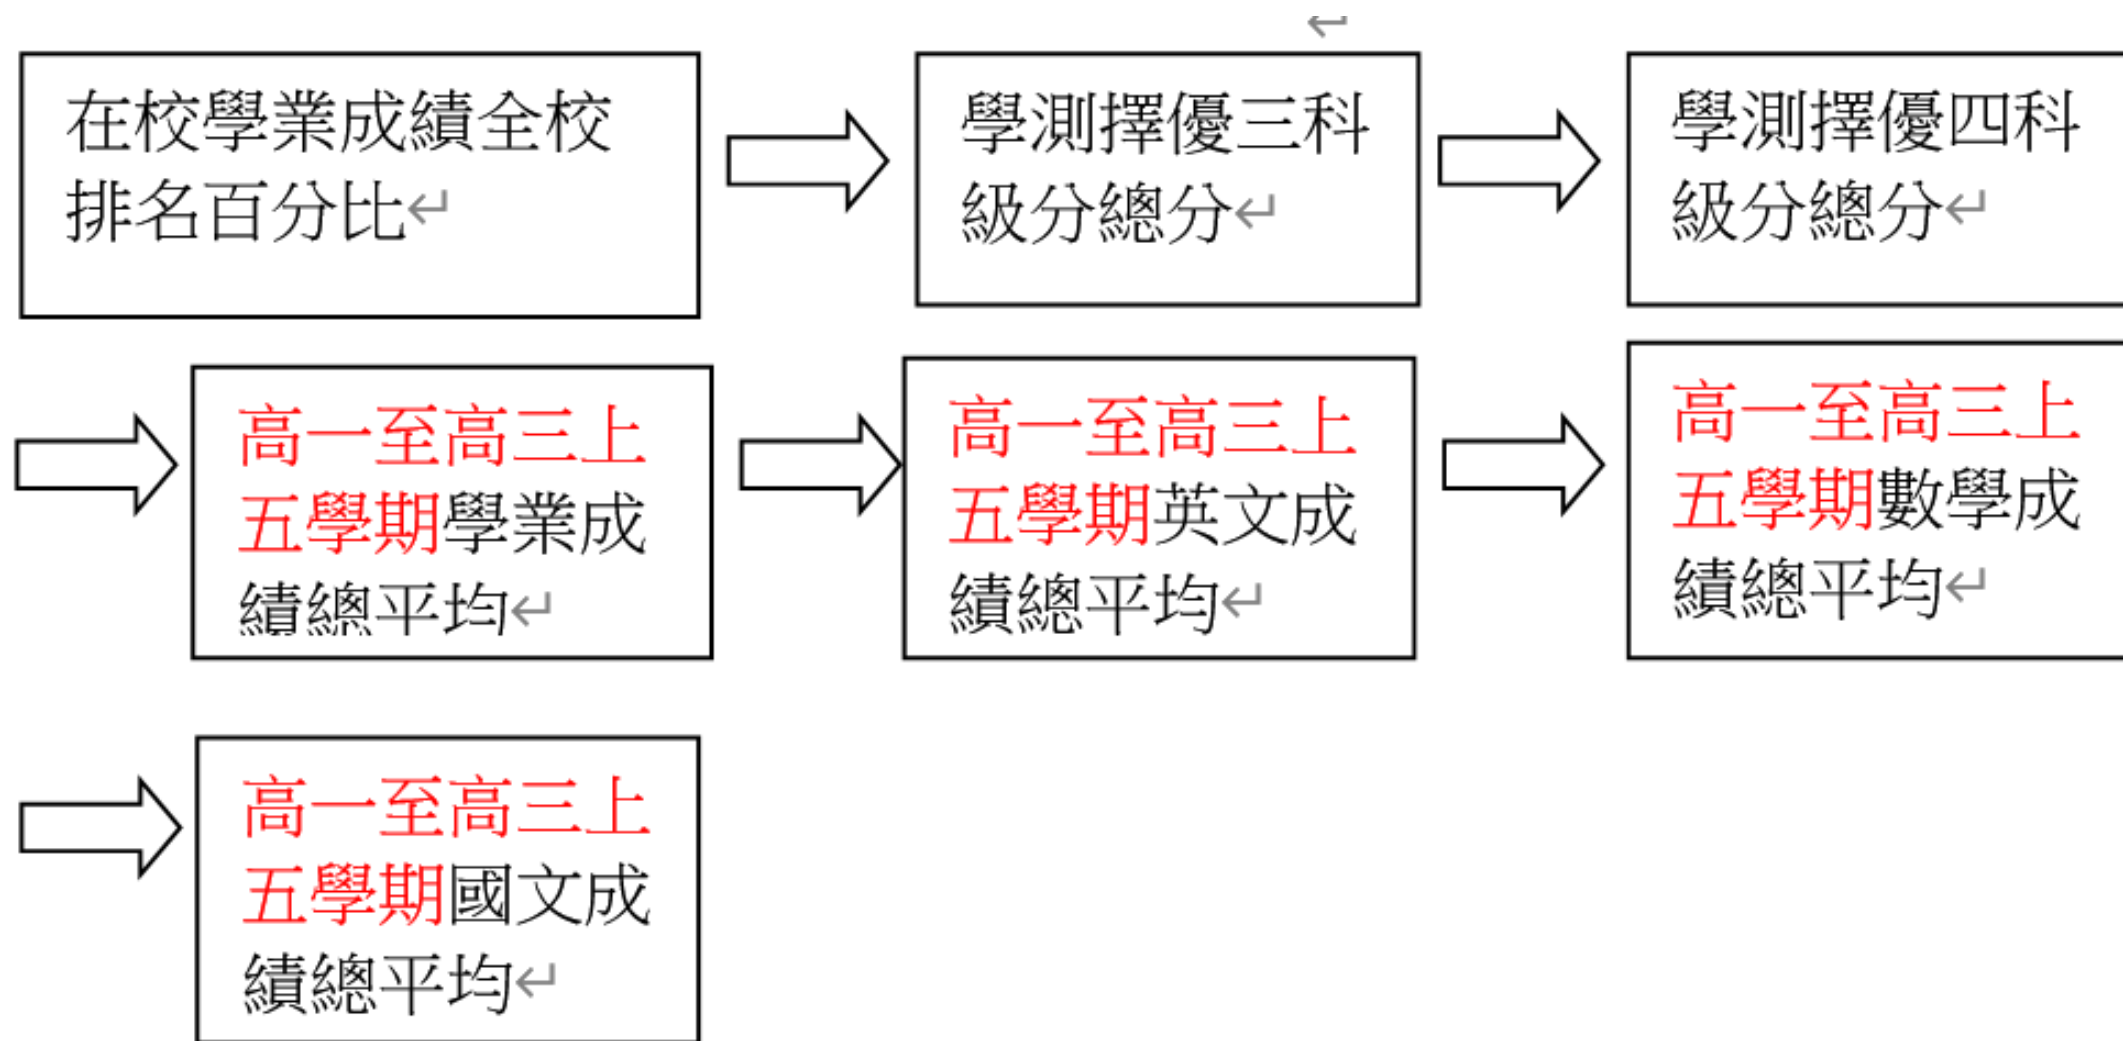 在校學業成績全校
排名百分比
學測擇優三科
級分總分
學測擇優四科
級分總分
高一至高三上
五學期學業成
績總平均
高一至高三上
五學期英文成
績總平均
高一至高三上
五學期數學成
績總平均
高一至高三上
五學期國文成
績總平均